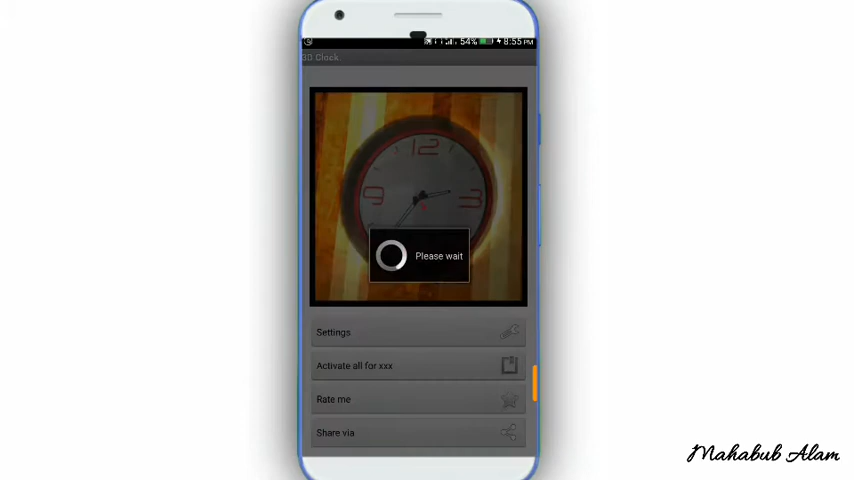 54% 8:55 PM
3D Clock.
12
9
3
Please wait
Settings
Activate all for xxx
Rate me
Share via
Mahabub Alam